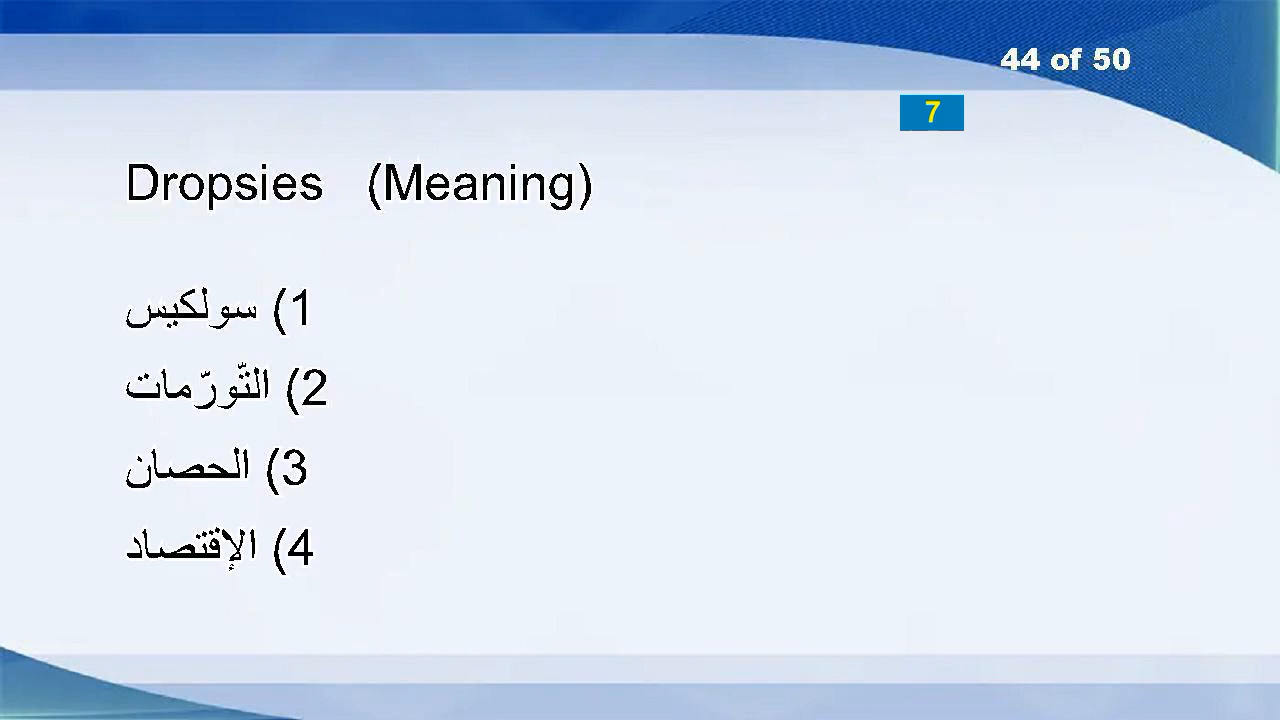 44 of 50
7
Dropsies (Meaning)
1) سولكيس
2) التّورّمات
3) الحصان
4) الإقتصاد